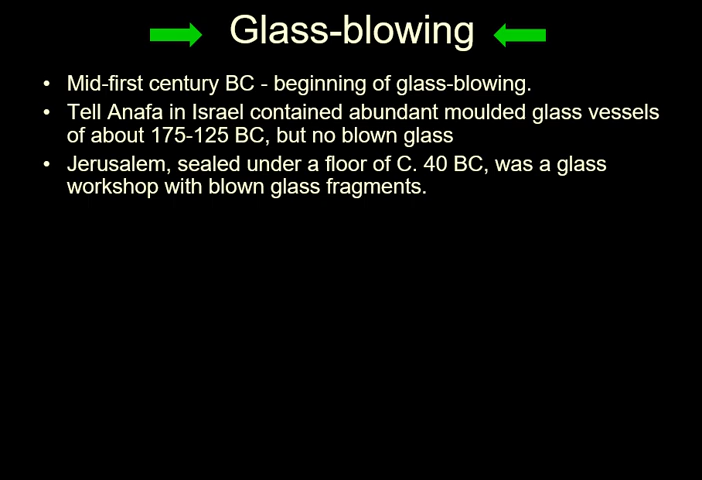 Glass-blowing
• Mid-first century BC - beginning of glass-blowing.
• Tell Anafa in Israel contained abundant moulded glass vessels
of about 175-125 BC, but no blown glass
• Jerusalem, sealed under a floor of C. 40 BC, was a glass
workshop with blown glass fragments.